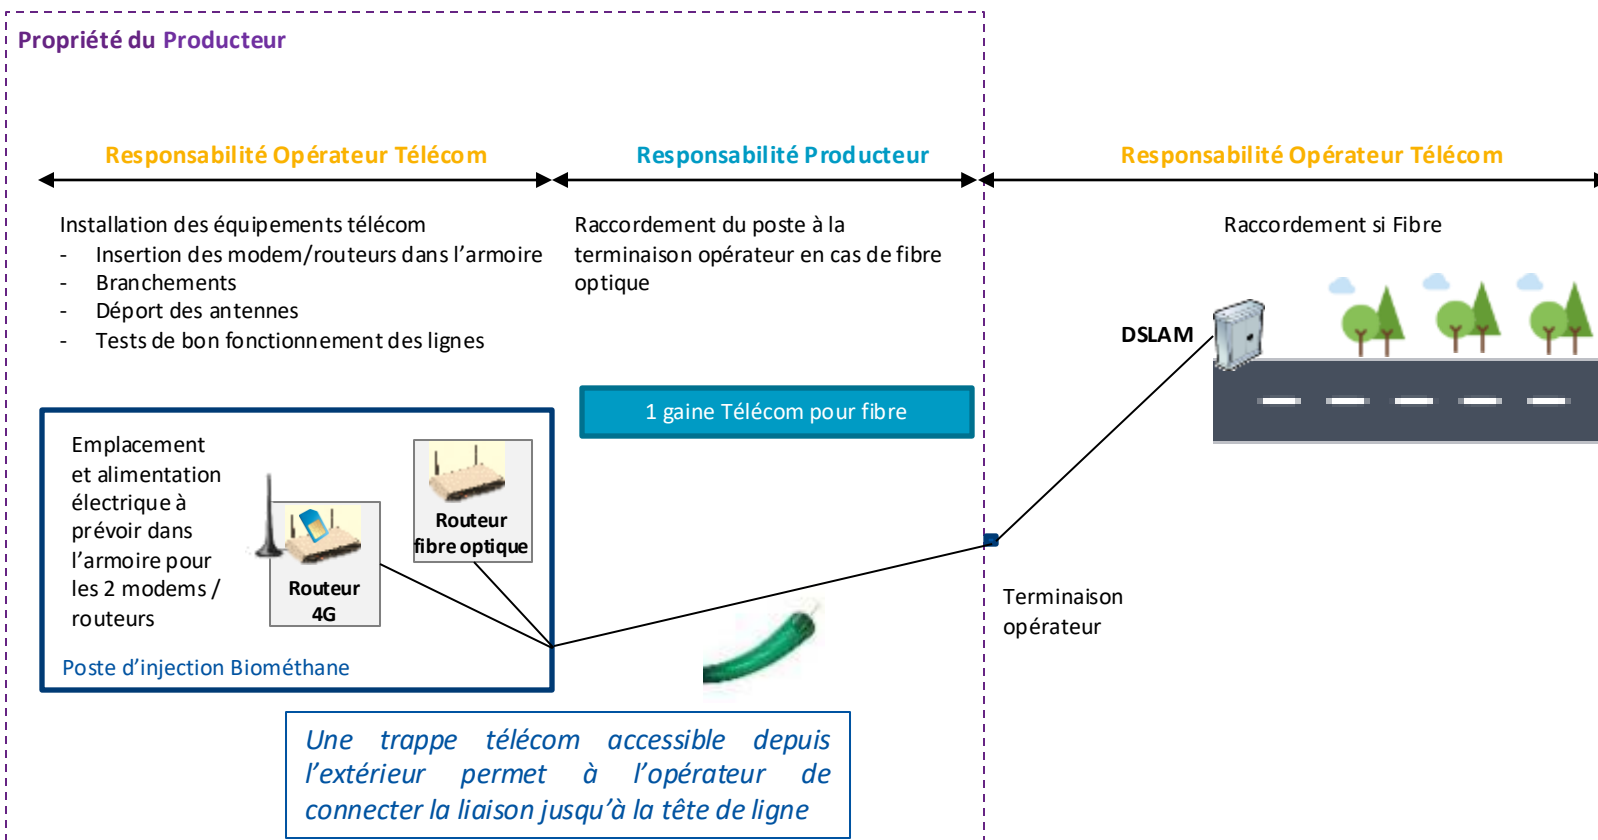 Propriété du Producteur
Responsabilité Opérateur Télécom
Responsabilité Producteur
Responsabilité Opérateur Télécom
Installation des équipements télécom
- Insertion des modem/routeurs dans l’armoire
- Branchements
- Déport des antennes
- Tests de bon fonctionnement des lignes
Raccordement du poste à la
terminaison opérateur en cas de fibre
optique
Raccordement si Fibre
DSLAM
1 gaine Télécom pour fibre
Emplacement
et alimentation
électrique à
prévoir dans
l’armoire pour
les 2 modems /
routeurs
Routeur
4G
Routeur
fibre optique
Poste d’injection Biométhane
Terminaison
opérateur
Une trappe télécom accessible depuis
l’extérieur permet à l’opérateur de
connecter la liaison jusqu’à la tête de ligne